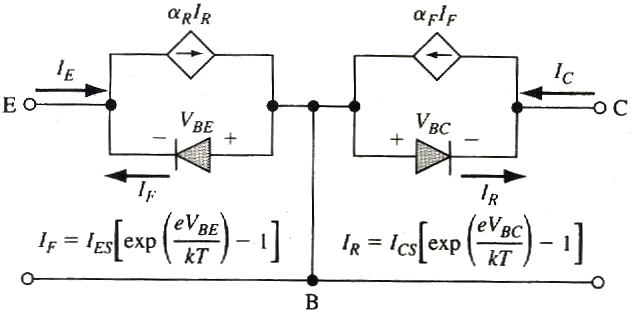 α_R I_R α_F I_F
I_E I_C
E C
V_BE V_BC
− + + −
I_F I_R
I_F = I_ES[exp(eV_BE/kT) − 1] I_R = I_CS[exp(eV_BC/kT) − 1]
B